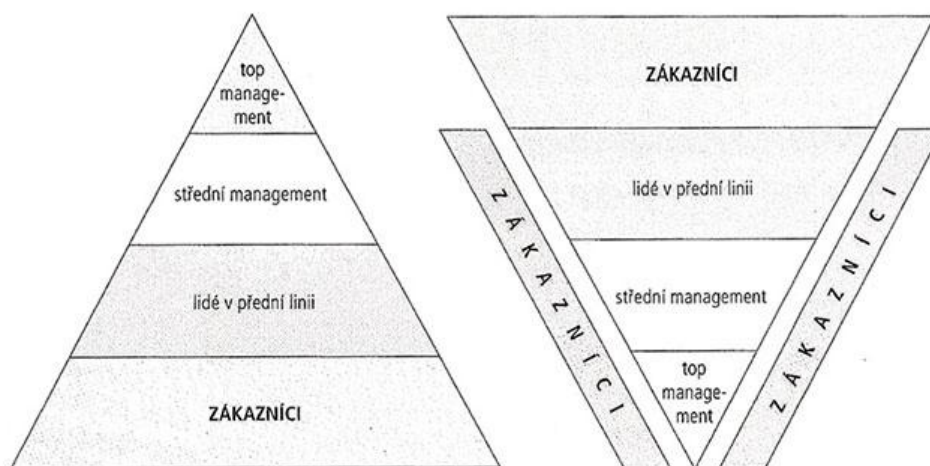 top
manage-
ment
střední management
lidé v přední linii
ZÁKAZNÍCI
ZÁKAZNÍCI
lidé v přední linii
střední management
top
manage-
ment
ZÁKAZNÍCI
ZÁKAZNÍCI